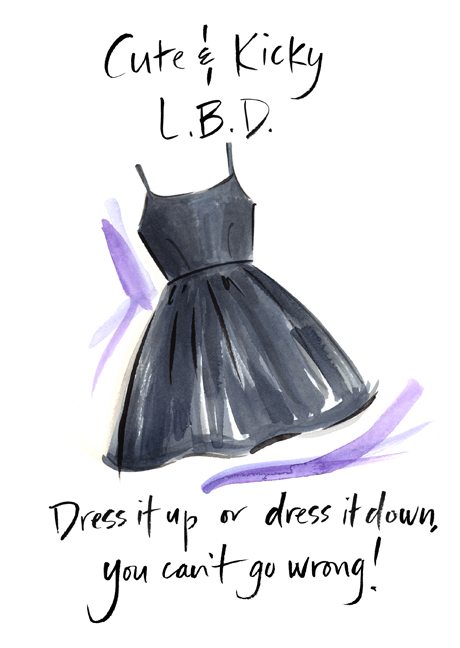 Cute & Kicky
L.B.D.
Dress it up or dress it down,
you can't go wrong!